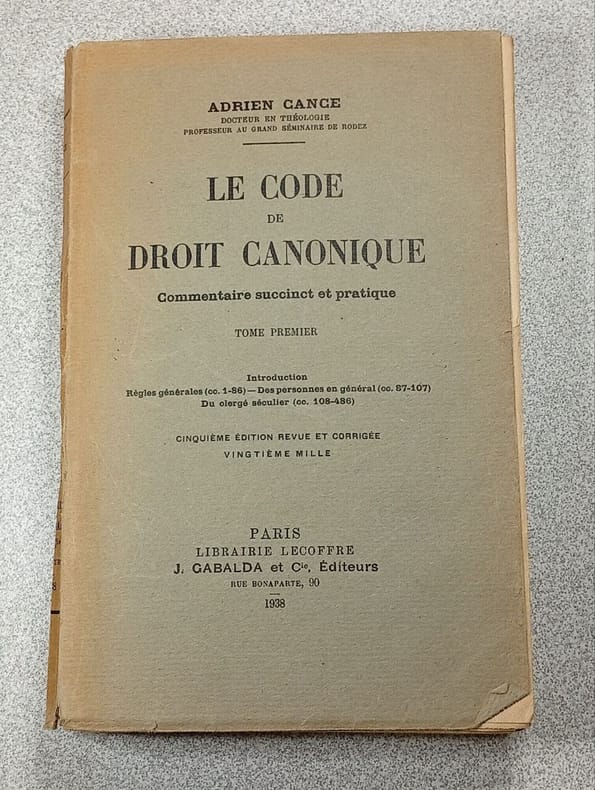 ADRIEN CANCE
DOCTEUR EN THÉOLOGIE
PROFESSEUR AU GRAND SÉMINAIRE DE RODEZ
LE CODE
DE
DROIT CANONIQUE
Commentaire succinct et pratique
TOME PREMIER
Introduction
Règles générales (cc. 1-86) — Des personnes en général (cc. 87-107)
Du clergé séculier (cc. 108-486)
CINQUIÈME ÉDITION REVUE ET CORRIGÉE
VINGTIÈME MILLE
PARIS
LIBRAIRIE LECOFFRE
J. GABALDA et Cie, Éditeurs
RUE BONAPARTE, 90
1938